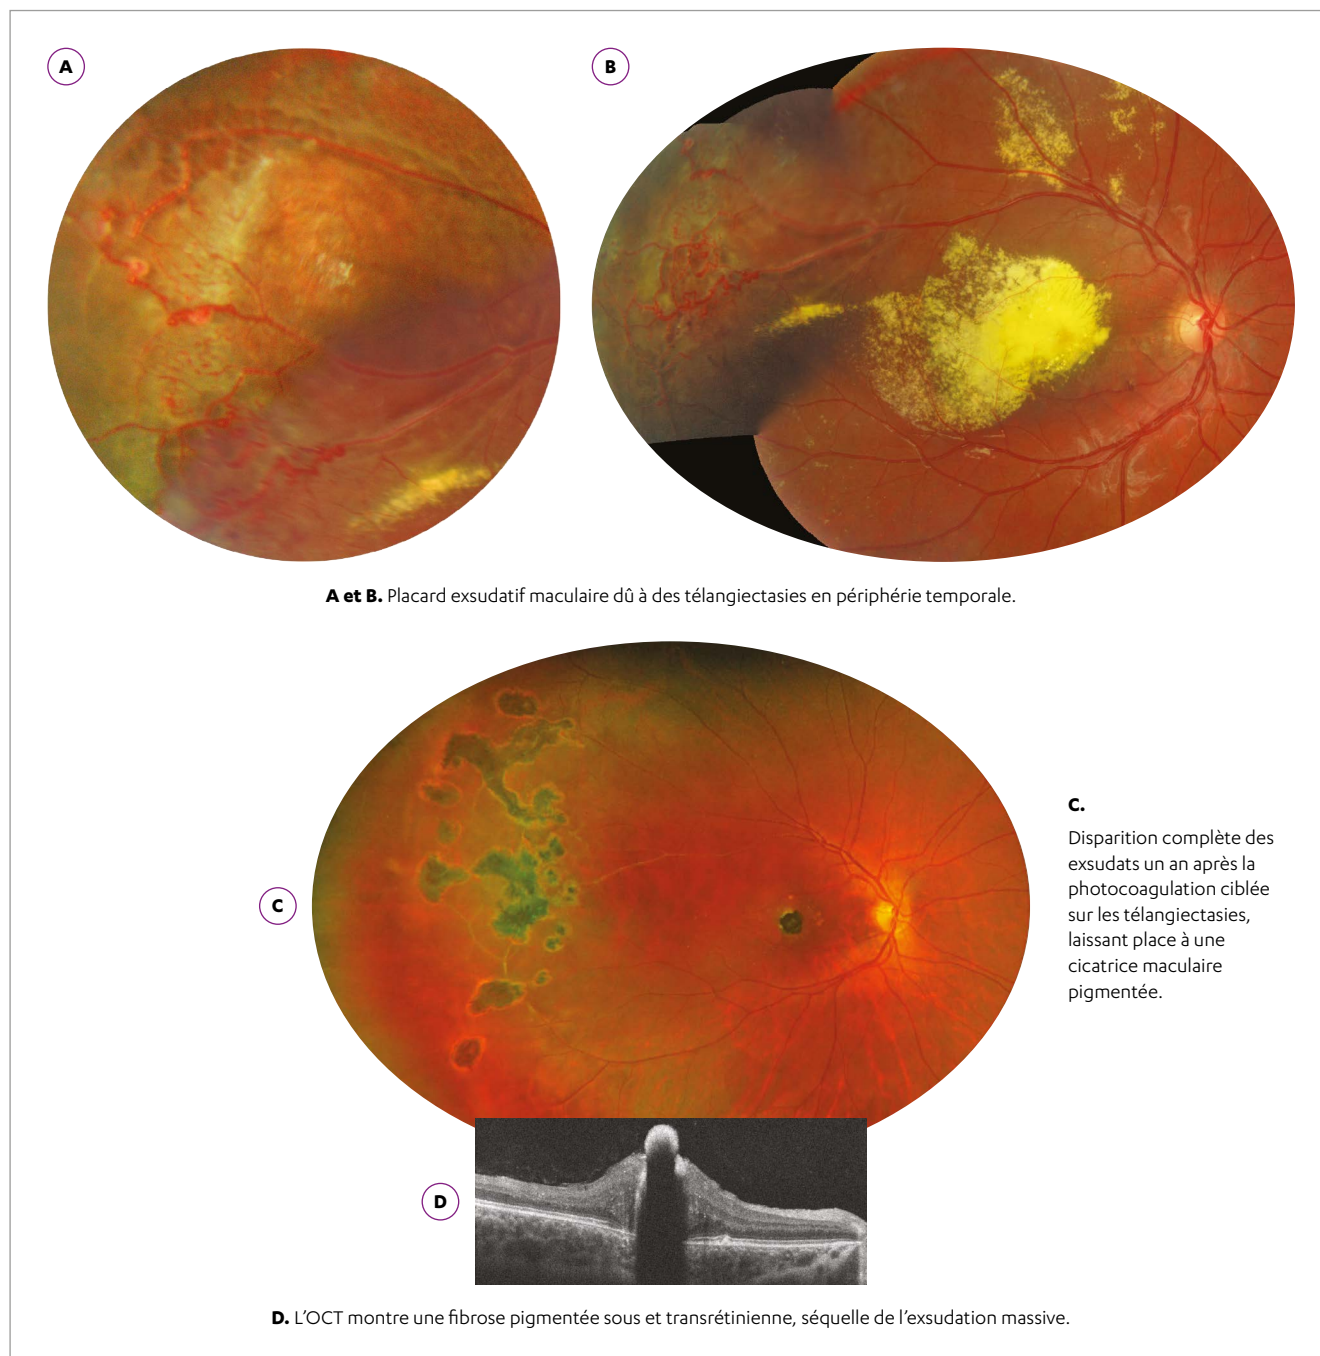 A
B
A et B. Placard exsudatif maculaire dû à des télangiectasies en périphérie temporale.
C
C.
Disparition complète des
exsudats un an après la
photocoagulation ciblée
sur les télangiectasies,
laissant place à une
cicatrice maculaire
pigmentée.
D
D. L’OCT montre une fibrose pigmentée sous et transrétinienne, séquelle de l’exsudation massive.